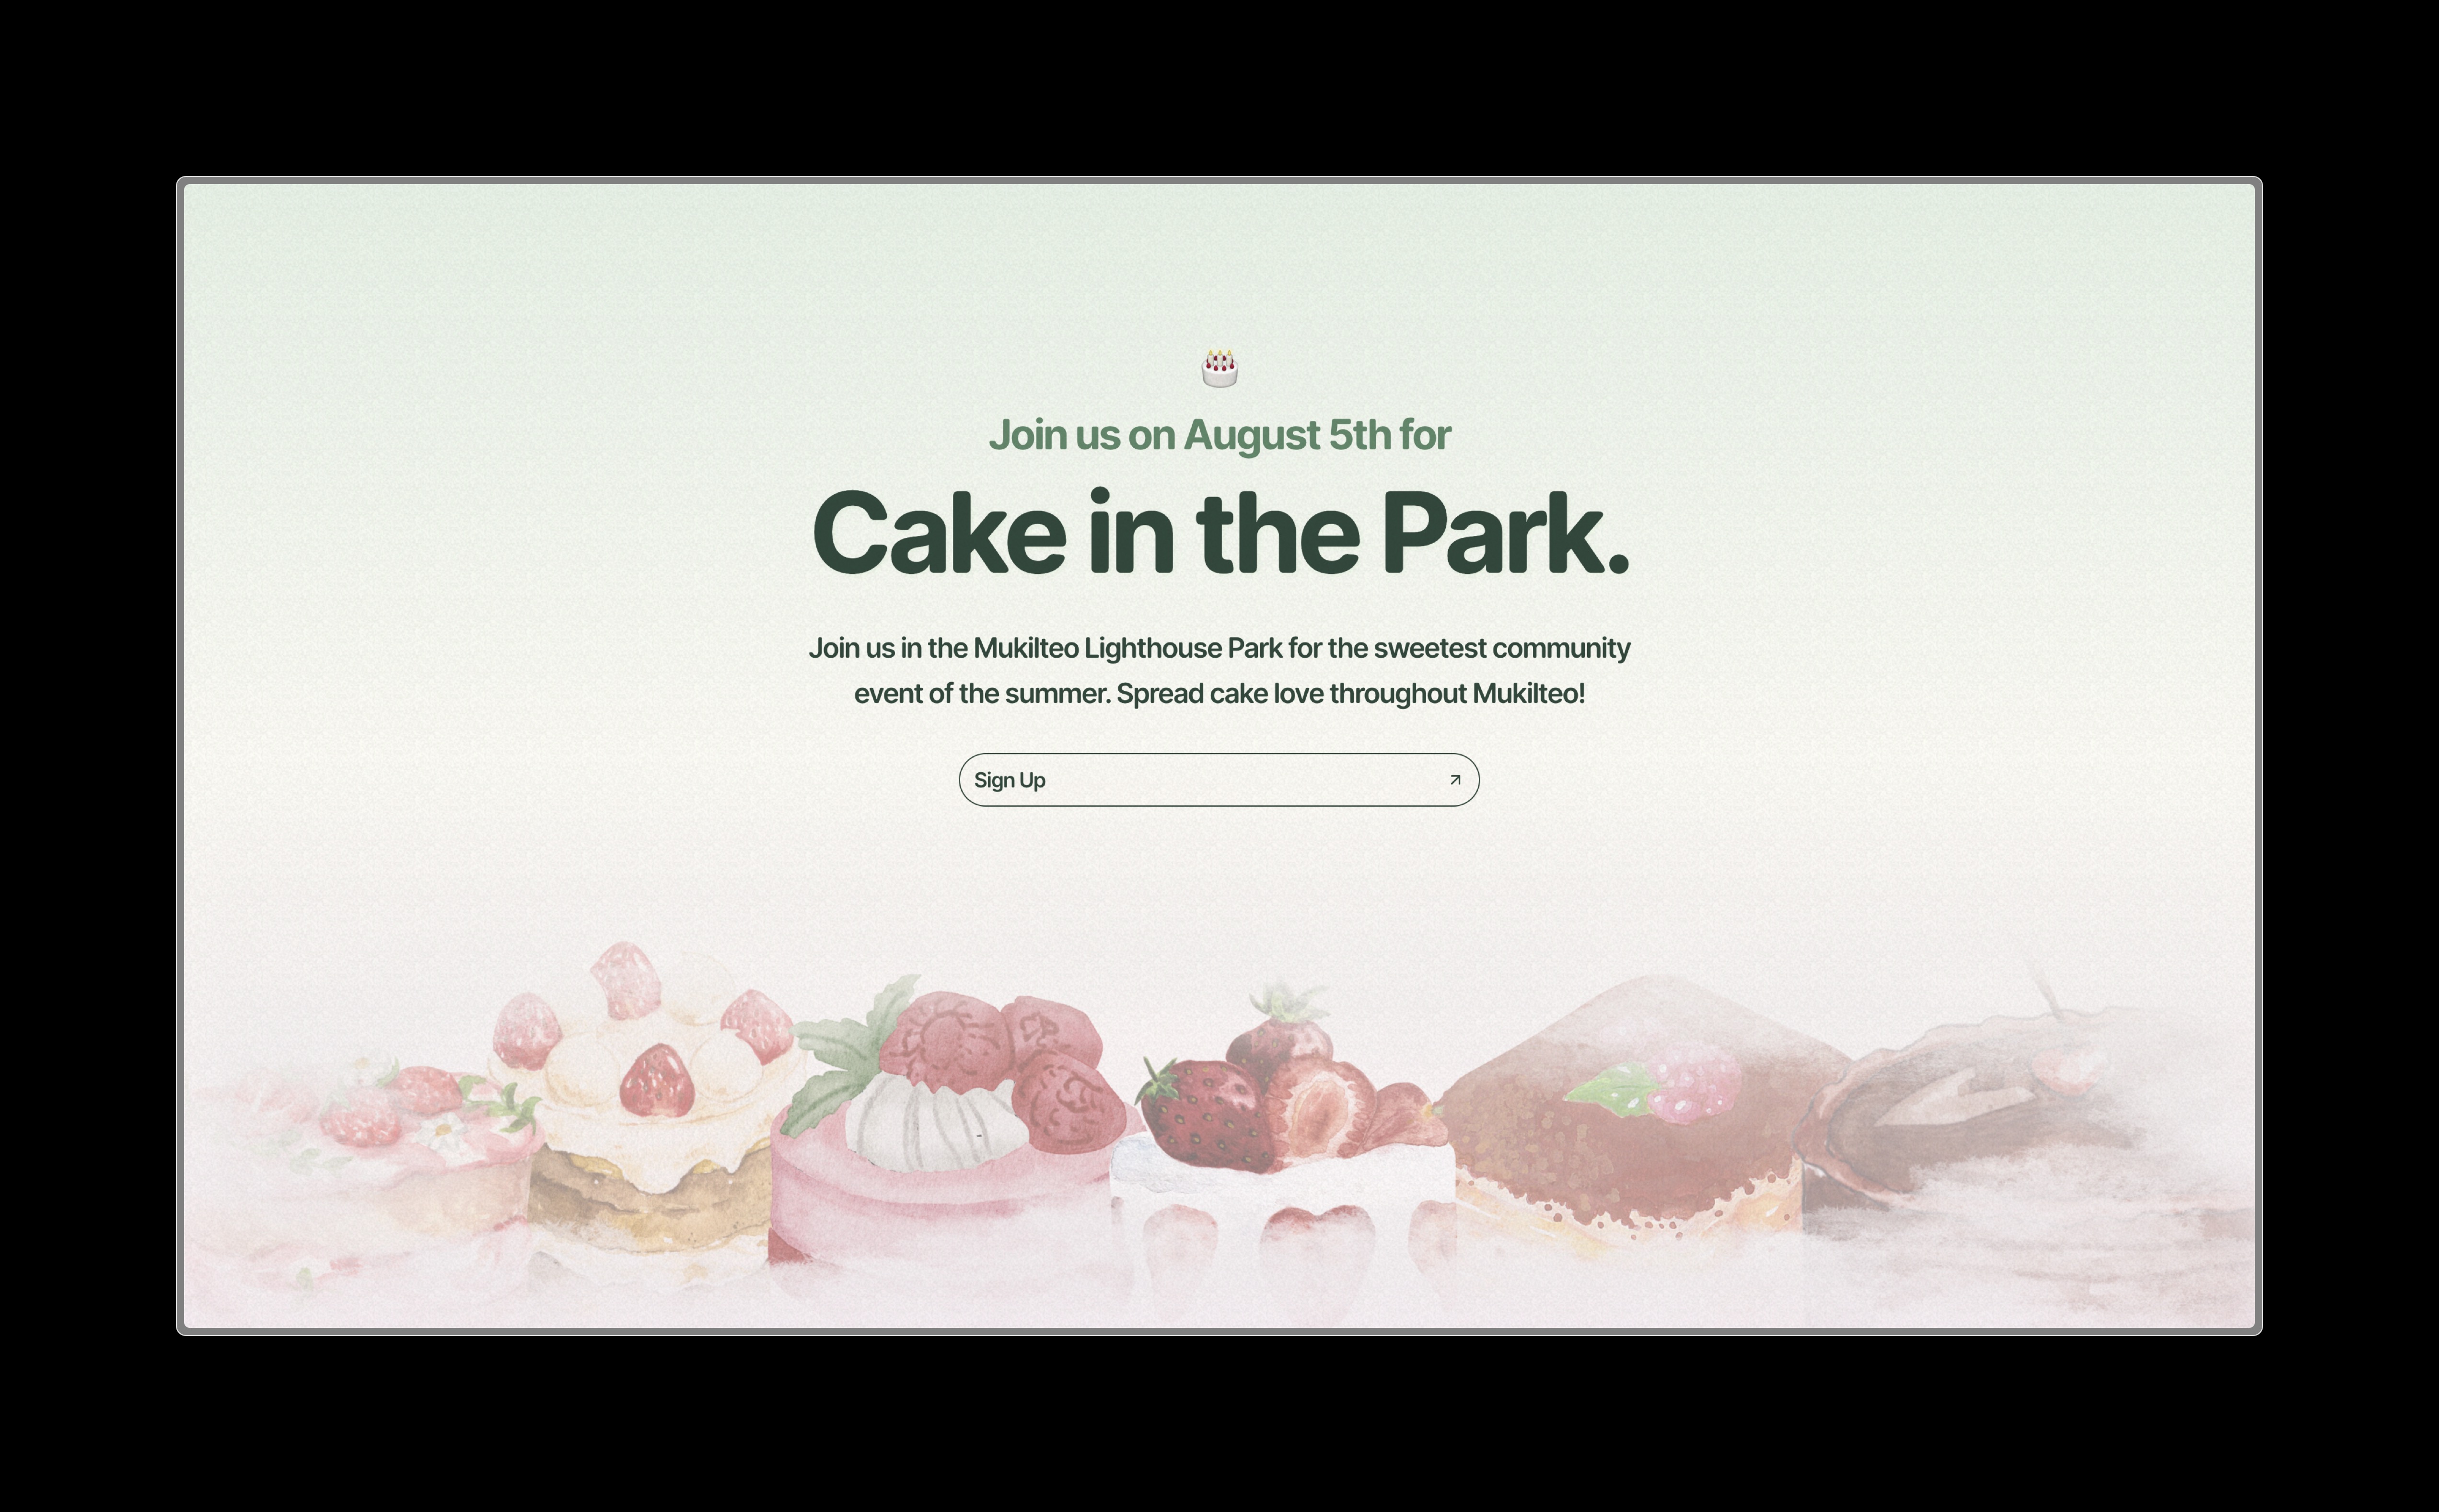 Join us on August 5th for
Cake in the Park.
Join us in the Mukilteo Lighthouse Park for the sweetest community
event of the summer. Spread cake love throughout Mukilteo!
Sign Up